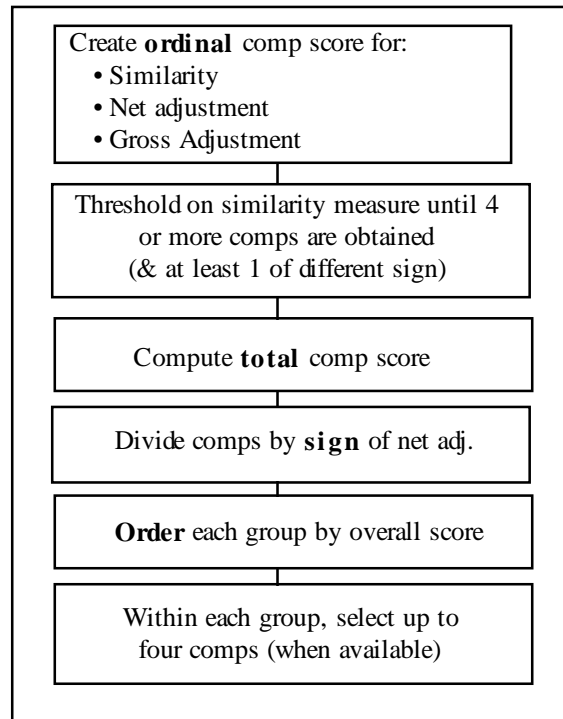 Create ordinal comp score for:
• Similarity
• Net adjustment
• Gross Adjustment
Threshold on similarity measure until 4
or more comps are obtained
(& at least 1 of different sign)
Compute total comp score
Divide comps by sign of net adj.
Order each group by overall score
Within each group, select up to
four comps (when available)